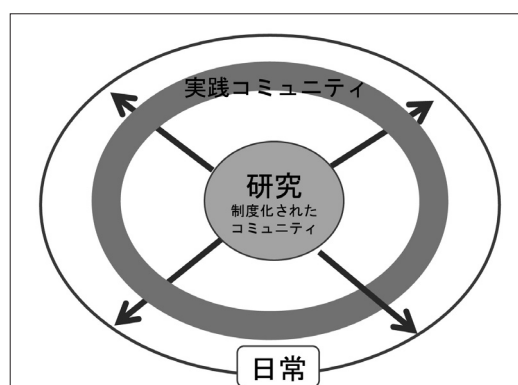 実践コミュニティ
研究
制度化された
コミュニティ
日常